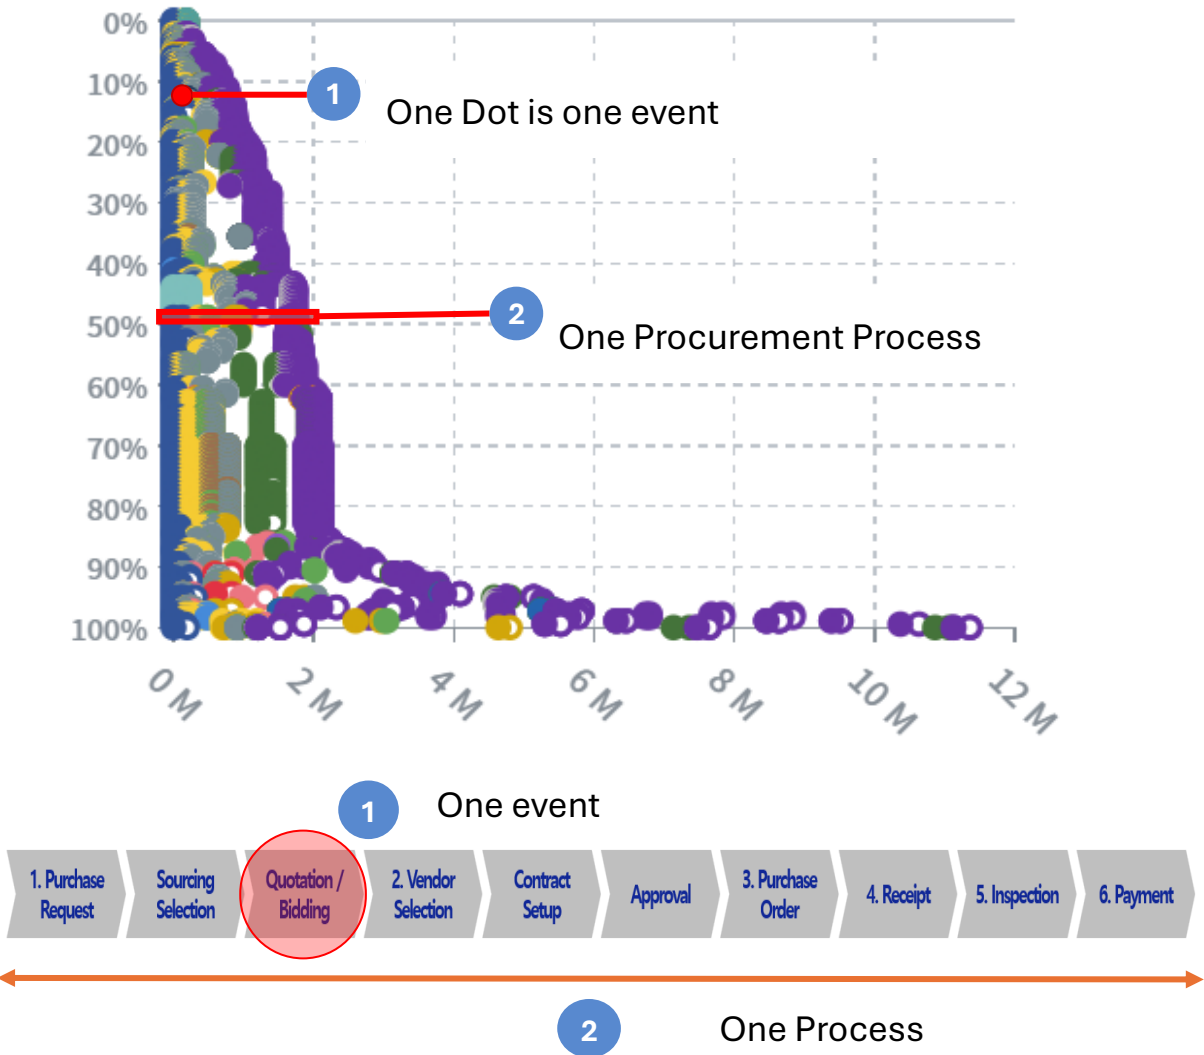 0%
10%
1
One Dot is one event
20%
30%
40%
2
50%
One Procurement Process
60%
70%
80%
90%
100%
0 M
2 M
4 M
6 M
8 M
10 M
12 M
1
One event
1. Purchase
Request
Sourcing
Selection
Quotation /
Bidding
2. Vendor
Selection
Contract
Setup
Approval
3. Purchase
Order
4. Receipt
5. Inspection
6. Payment
2
One Process